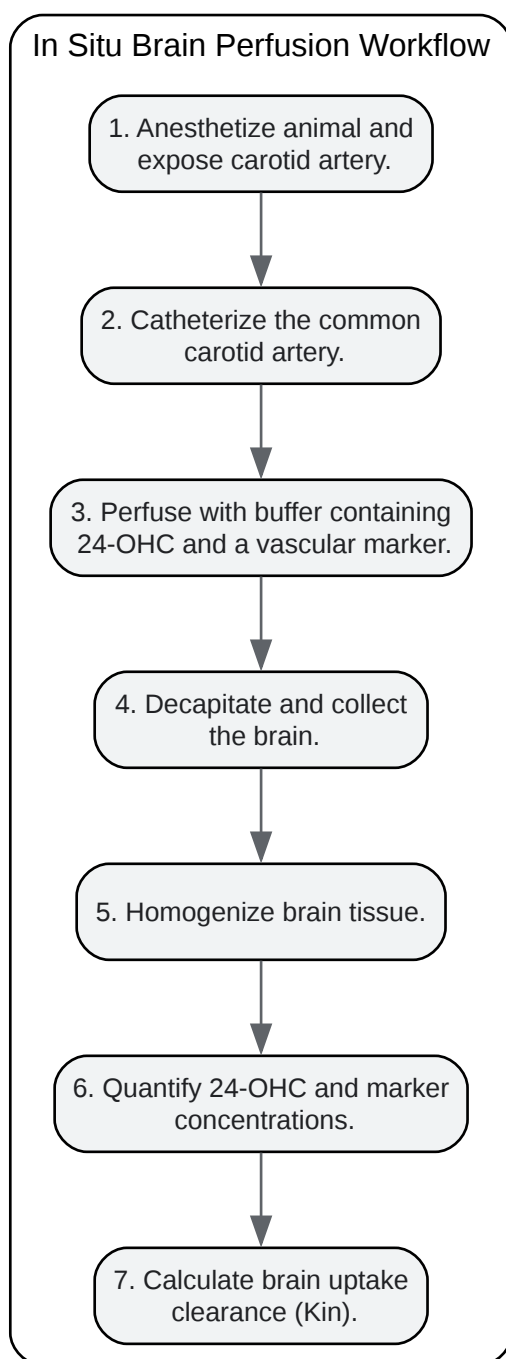 In Situ Brain Perfusion Workflow
1. Anesthetize animal and
expose carotid artery.
2. Catheterize the common
carotid artery.
3. Perfuse with buffer containing
24-OHC and a vascular marker.
4. Decapitate and collect
the brain.
5. Homogenize brain tissue.
6. Quantify 24-OHC and marker
concentrations.
7. Calculate brain uptake
clearance (Kin).